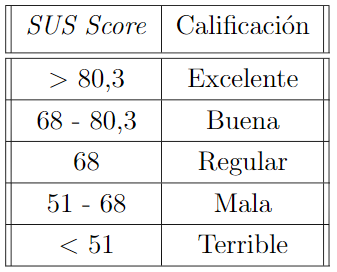 SUS Score Calificación
> 80,3 Excelente
68 - 80,3 Buena
68 Regular
51 - 68 Mala
< 51 Terrible